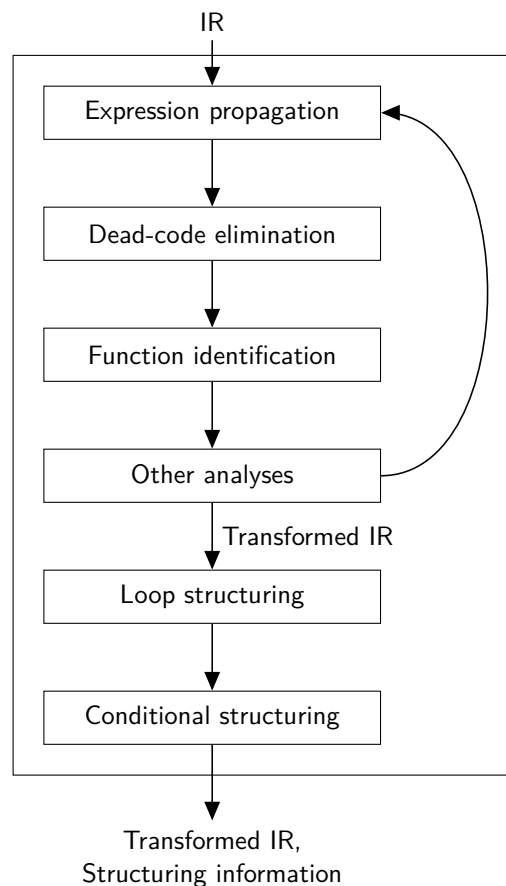 IR
Expression propagation
Dead-code elimination
Function identification
Other analyses
Transformed IR
Loop structuring
Conditional structuring
Transformed IR,
Structuring information